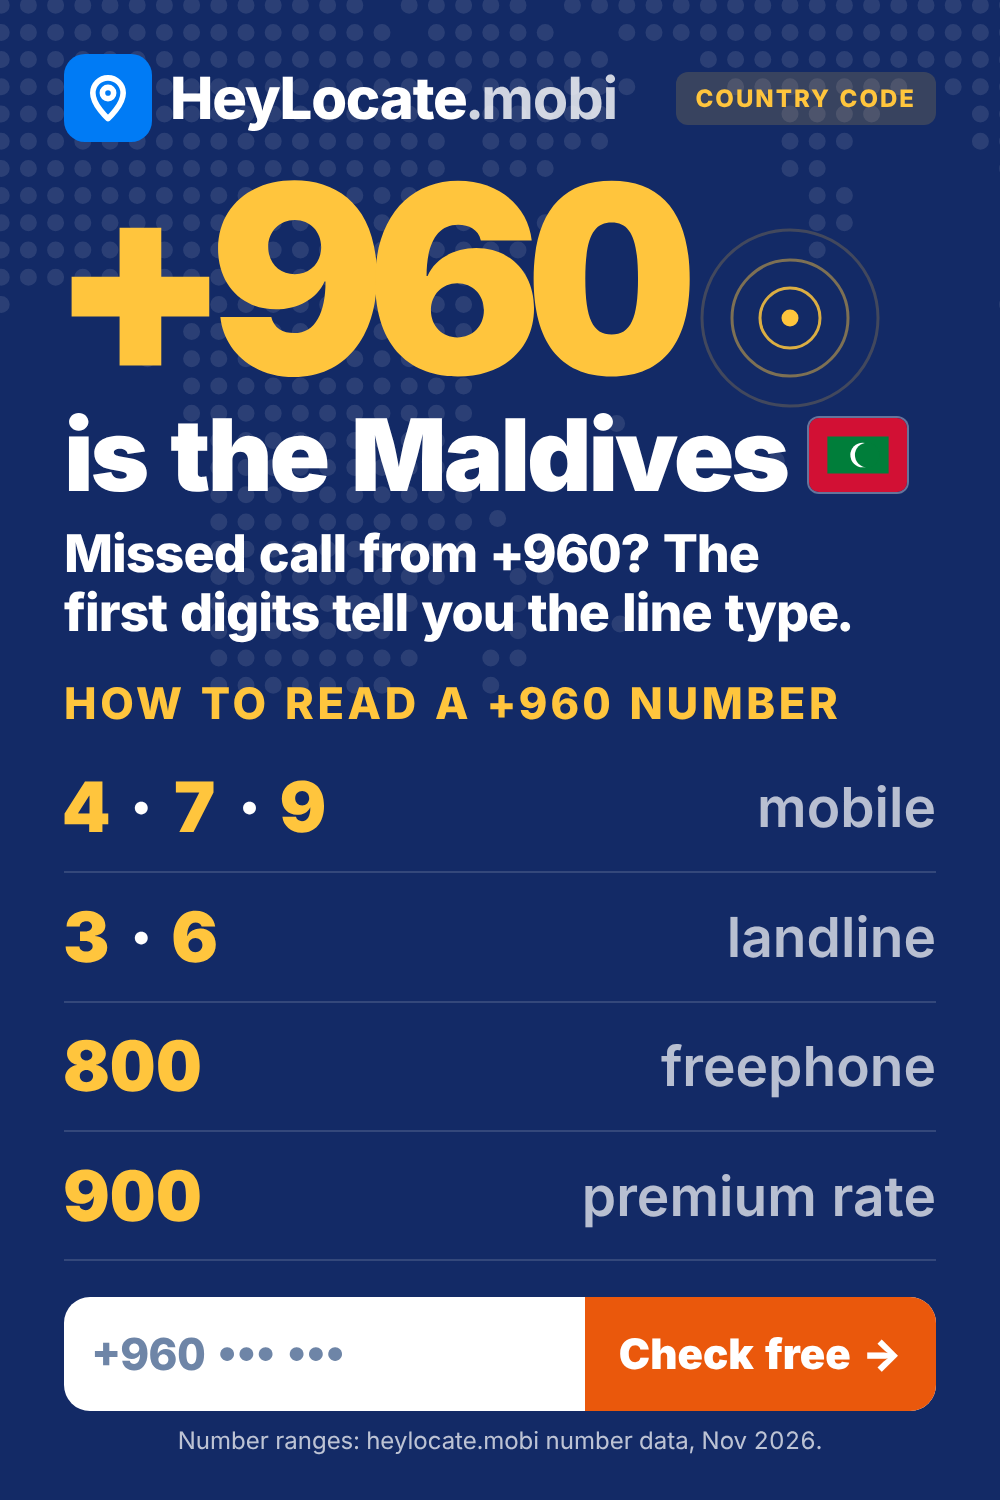 HeyLocate.mobi
COUNTRY CODE
+960
is the Maldives
Missed call from +960? The
first digits tell you the line type.
HOW TO READ A +960 NUMBER
4 · 7 · 9 mobile
3 · 6 landline
800 freephone
900 premium rate
+960 ••• •••
Check free →
Number ranges: heylocate.mobi number data, Nov 2026.